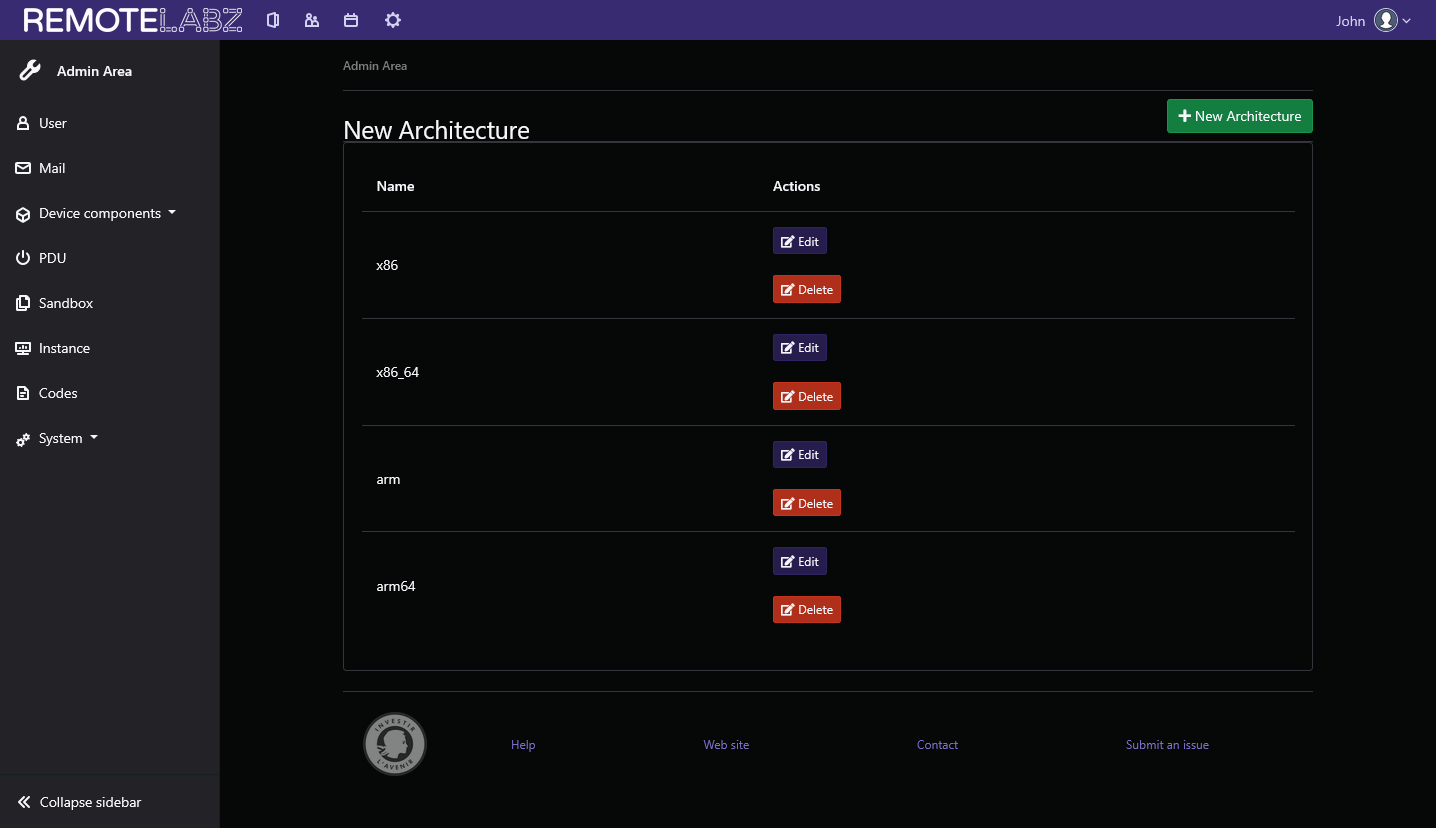 REMOTELABZ
John
Admin Area
User
Mail
Device components
PDU
Sandbox
Instance
Codes
System
Collapse sidebar
Admin Area
New Architecture
New Architecture
Name Actions
x86
Edit
Delete
x86_64
Edit
Delete
arm
Edit
Delete
arm64
Edit
Delete
INVESTIR
L'AVENIR
Help Web site Contact Submit an issue